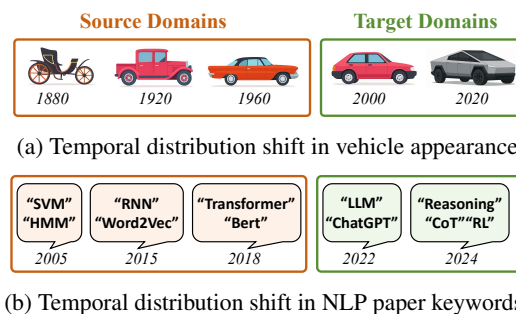 Source Domains Target Domains
1880 1920 1960 2000 2020
(a) Temporal distribution shift in vehicle appearance
"SVM" "RNN" "Transformer" "LLM" "Reasoning"
"HMM" "Word2Vec" "Bert" "ChatGPT" "CoT""RL"
2005 2015 2018 2022 2024
(b) Temporal distribution shift in NLP paper keywords